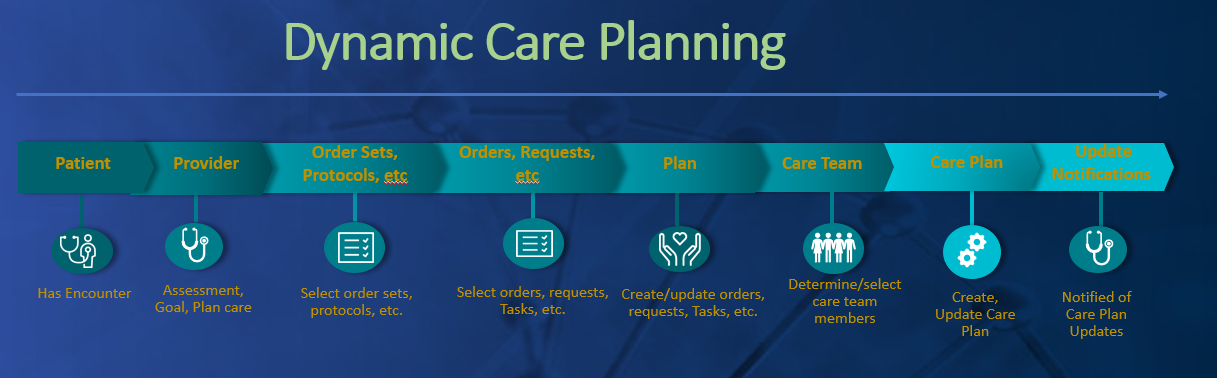 Dynamic Care Planning
Patient
Provider
Order Sets,
Protocols, etc
Orders, Requests,
etc
Plan
Care Team
Care Plan
Update
Notifications
Has Encounter
Assessment,
Goal, Plan care
Select order sets,
protocols, etc.
Select orders, requests,
Tasks, etc.
Create/update orders,
requests, Tasks, etc.
Determine/select
care team
members
Create,
Update Care
Plan
Notified of
Care Plan
Updates